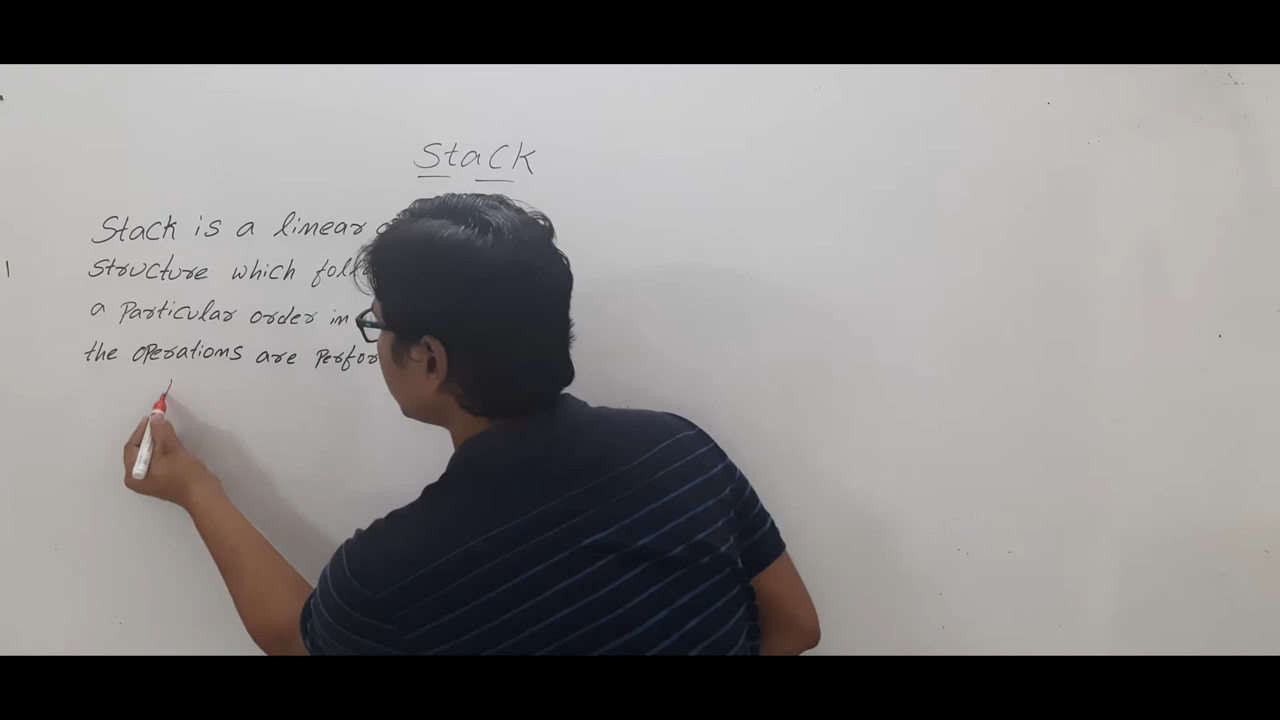 Stack
Stack is a linear
structure which
a Particular order in
the operations are